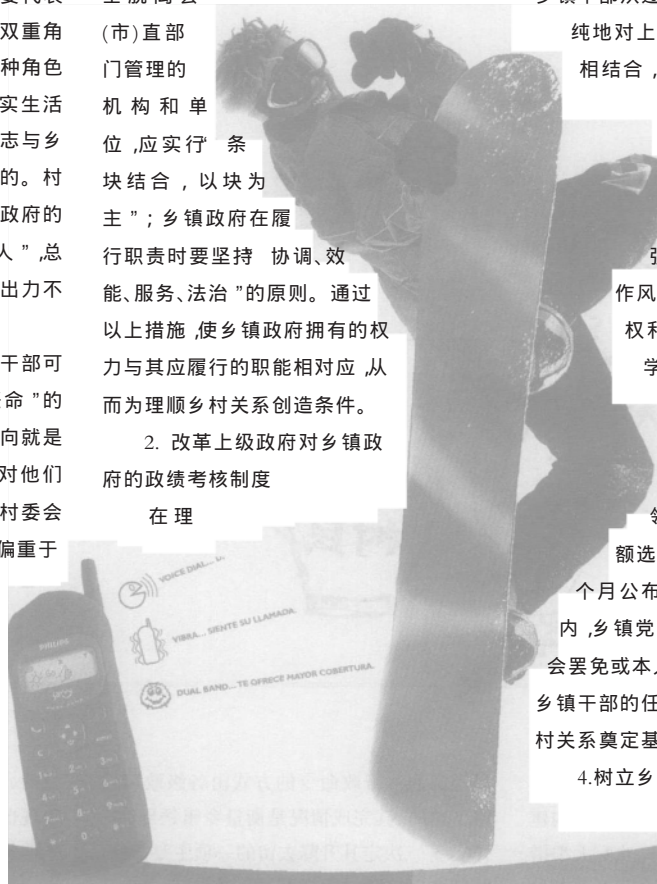 双重角
种角色
实生活
志与乡
的。村
政府的
人”,总
出力不
干部可
命”的
向就是
对他们
村委会
偏重于
(市)直部
门管理的
机构和单
位,应实行“条
块结合,以块为
主”;乡镇政府在履
行职责时要坚持“协调、效
能、服务、法治”的原则。通过
以上措施,使乡镇政府拥有的权
力与其应履行的职能相对应,从
而为理顺乡村关系创造条件。
2. 改革上级政府对乡镇政
府的政绩考核制度
在理
VOICE DIAL...
VIBRA... SIENTE SU LLAMADA.
DUAL BAND... TE OFRECE MAYOR COBERTURA.
PHILIPS
纯地对上
相结合,
作风
权和
学
额选
个月公布
内,乡镇党
会罢免或本人
乡镇干部的任
村关系奠定基
4.树立乡